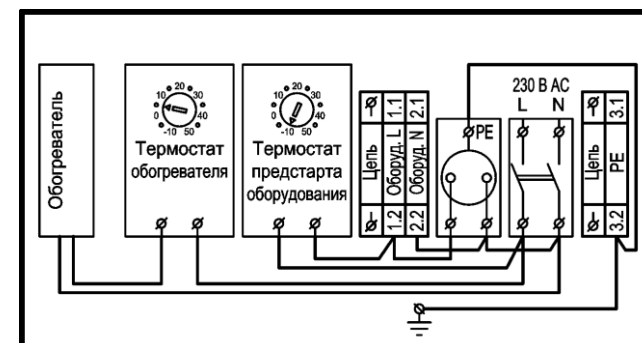 Обогреватель
20
10 30
0 40
-10 50
Термостат
обогревателя
20
10 30
0 40
-10 50
Термостат
предстарта
оборудования
Цепь
1.1 2.1
Оборуд. L Оборуд. N
1.2 2.2
PE
230 В AC
L N
Цепь
3.1
PE
3.2